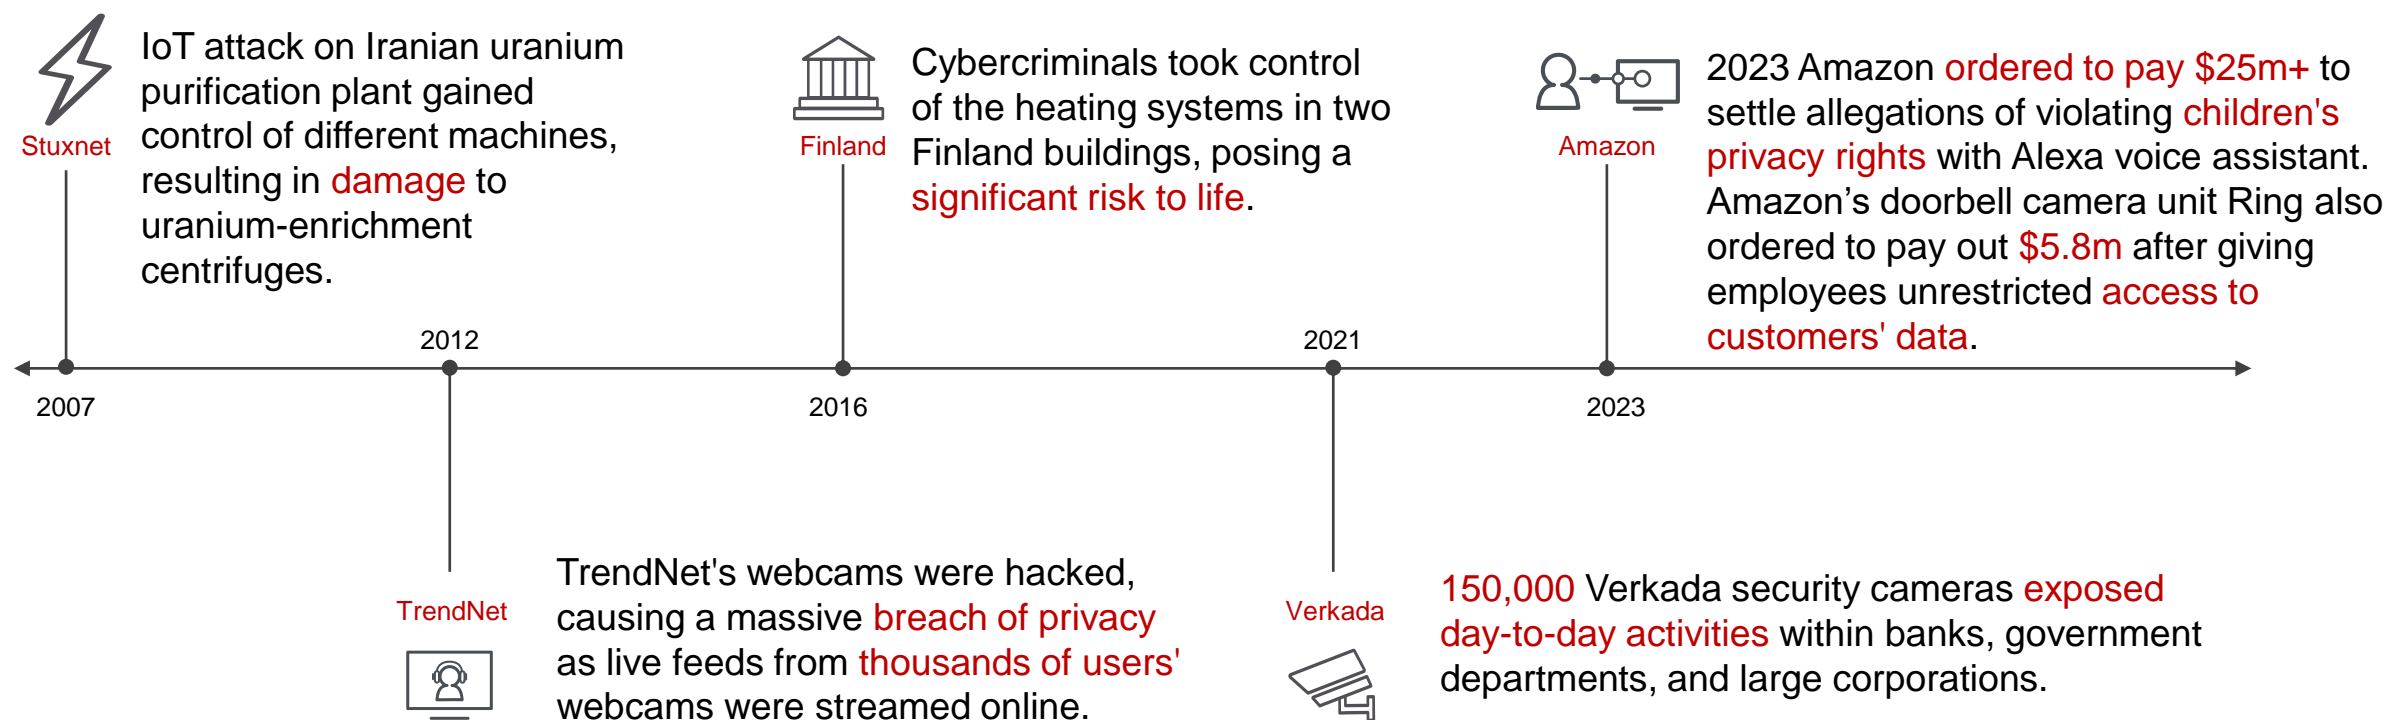 Stuxnet
IoT attack on Iranian uranium
purification plant gained
control of different machines,
resulting in damage to
uranium-enrichment
centrifuges.
2007
2012
TrendNet
TrendNet's webcams were hacked,
causing a massive breach of privacy
as live feeds from thousands of users'
webcams were streamed online.
Finland
Cybercriminals took control
of the heating systems in two
Finland buildings, posing a
significant risk to life.
2016
2021
Verkada
150,000 Verkada security cameras exposed
day-to-day activities within banks, government
departments, and large corporations.
Amazon
2023 Amazon ordered to pay $25m+ to
settle allegations of violating children's
privacy rights with Alexa voice assistant.
Amazon’s doorbell camera unit Ring also
ordered to pay out $5.8m after giving
employees unrestricted access to
customers' data.
2023